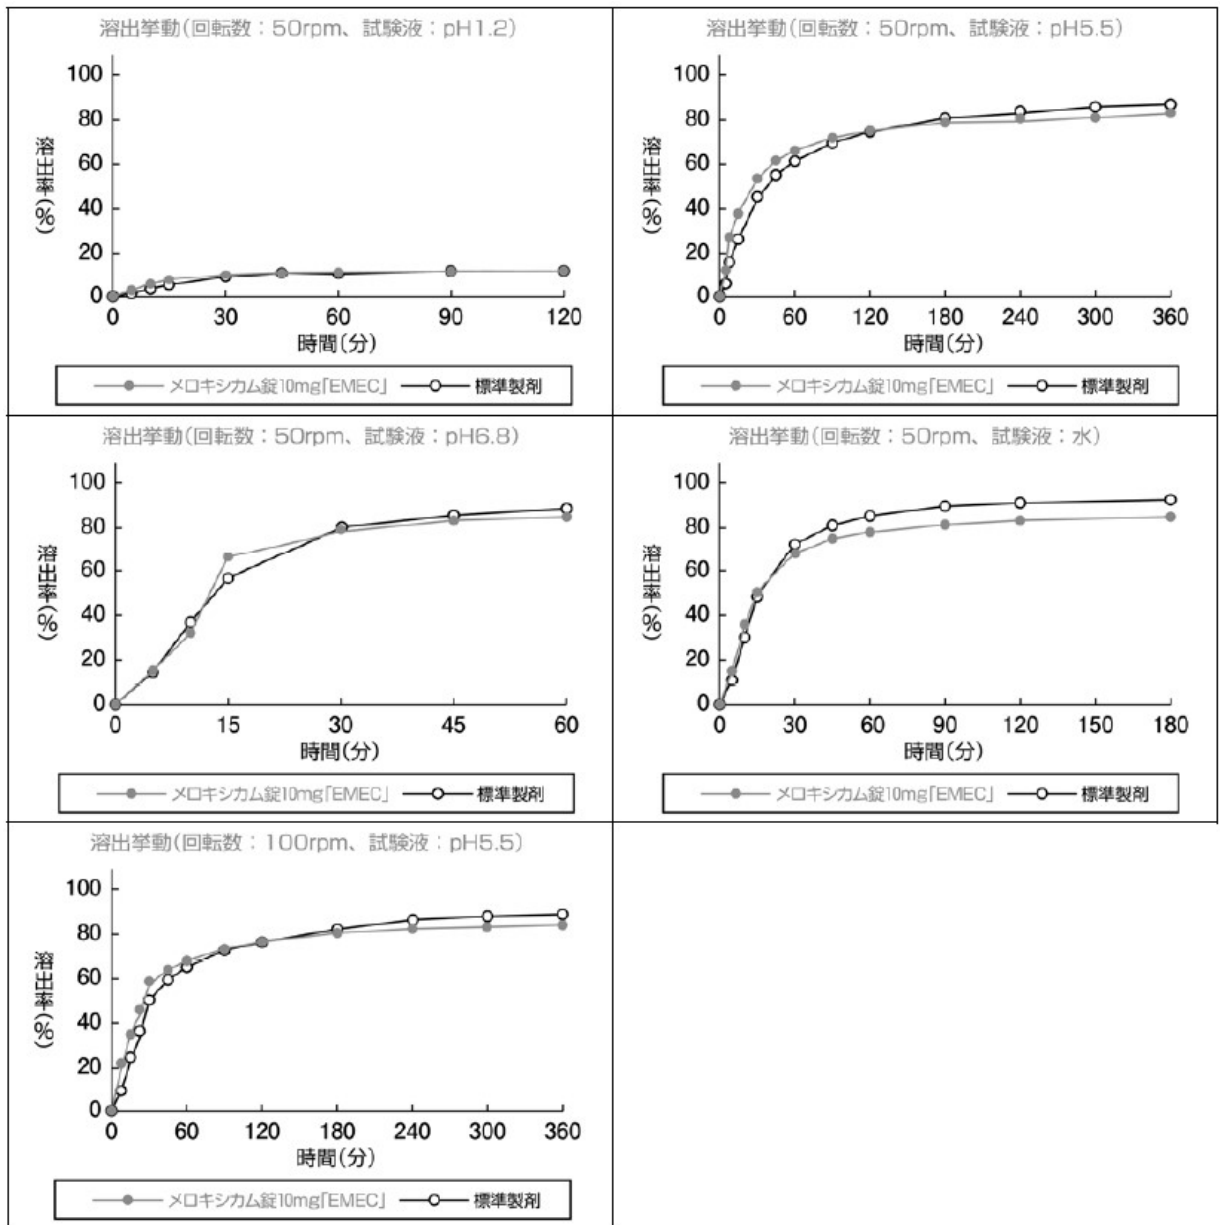 溶出挙動(回転数：50rpm、試験液：pH1.2)
100
80
60
40
20
0
溶出率(%)
0 30 60 90 120
時間(分)
メロキシカム錠10mg「EMEC」 標準製剤
溶出挙動(回転数：50rpm、試験液：pH5.5)
100
80
60
40
20
0
溶出率(%)
0 60 120 180 240 300 360
時間(分)
メロキシカム錠10mg「EMEC」 標準製剤
溶出挙動(回転数：50rpm、試験液：pH6.8)
100
80
60
40
20
0
溶出率(%)
0 15 30 45 60
時間(分)
メロキシカム錠10mg「EMEC」 標準製剤
溶出挙動(回転数：50rpm、試験液：水)
100
80
60
40
20
0
溶出率(%)
0 30 60 90 120 150 180
時間(分)
メロキシカム錠10mg「EMEC」 標準製剤
溶出挙動(回転数：100rpm、試験液：pH5.5)
100
80
60
40
20
0
溶出率(%)
0 60 120 180 240 300 360
時間(分)
メロキシカム錠10mg「EMEC」 標準製剤